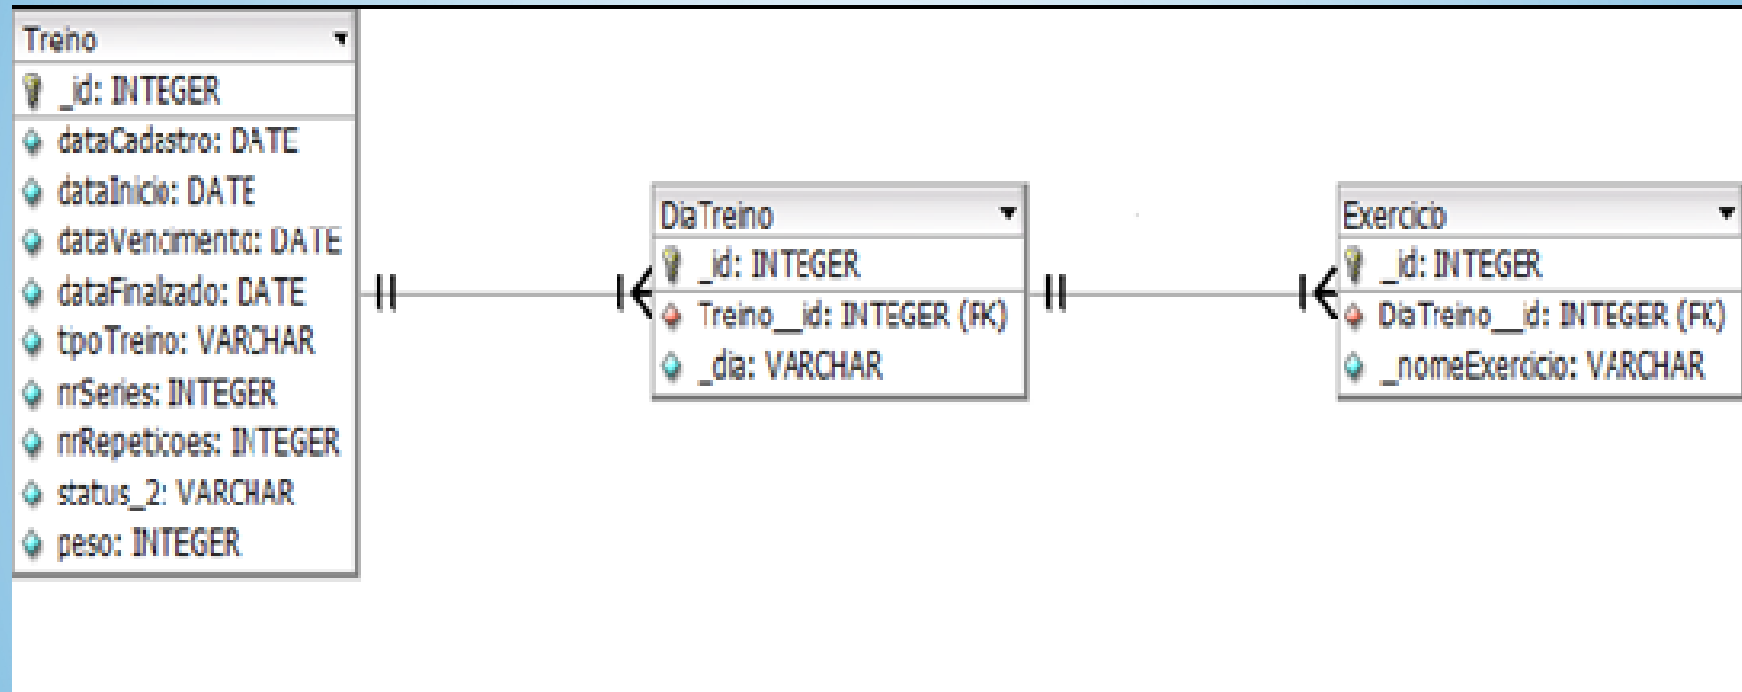 Treino
_id: INTEGER
dataCadastro: DATE
dataInicio: DATE
dataVencimento: DATE
dataFinalzado: DATE
tipoTreino: VARCHAR
nrSeries: INTEGER
nrRepeticoes: INTEGER
status_2: VARCHAR
peso: INTEGER
DiaTreino
_id: INTEGER
Treino__id: INTEGER (FK)
_dia: VARCHAR
Exercicio
_id: INTEGER
DiaTreino__id: INTEGER (FK)
_nomeExercicio: VARCHAR